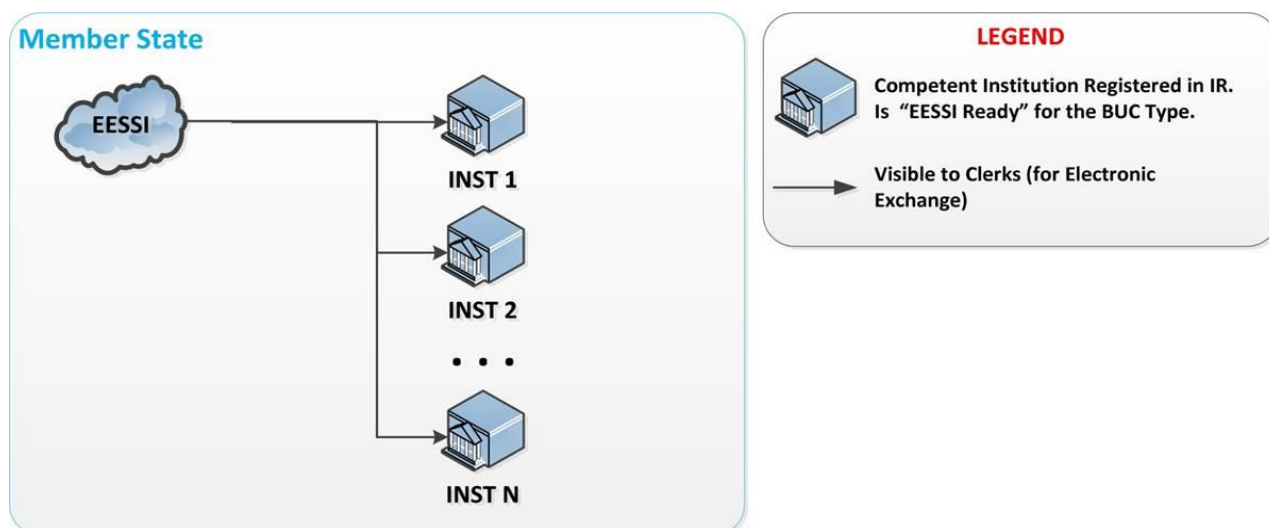 Member State
EESSI
INST 1
INST 2
. . .
INST N
LEGEND
Competent Institution Registered in IR.
Is “EESSI Ready” for the BUC Type.
Visible to Clerks (for Electronic
Exchange)